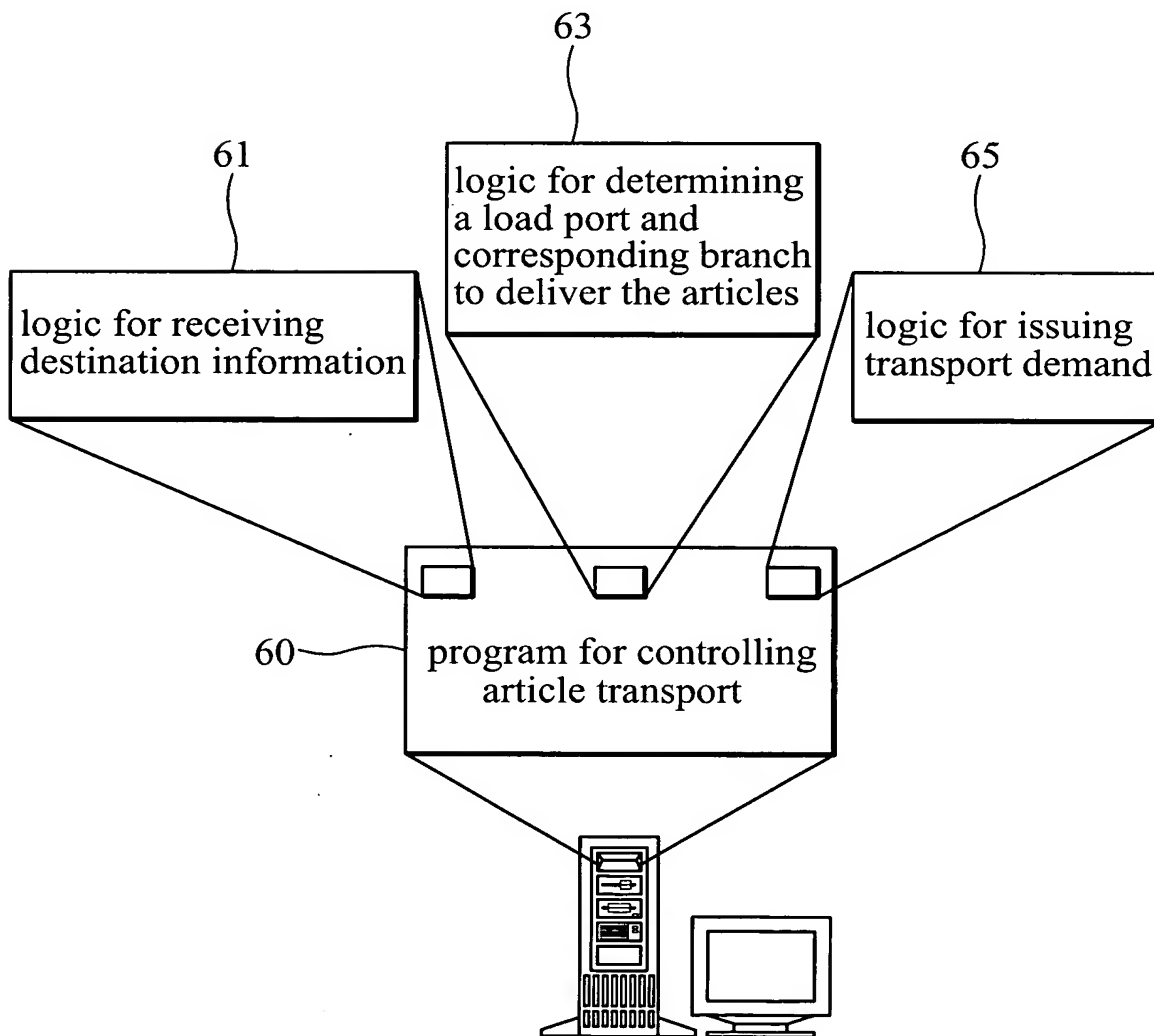 63
61
logic for determining
a load port and
corresponding branch
to deliver the articles
65
logic for receiving
destination information
logic for issuing
transport demand
60
program for controlling
article transport